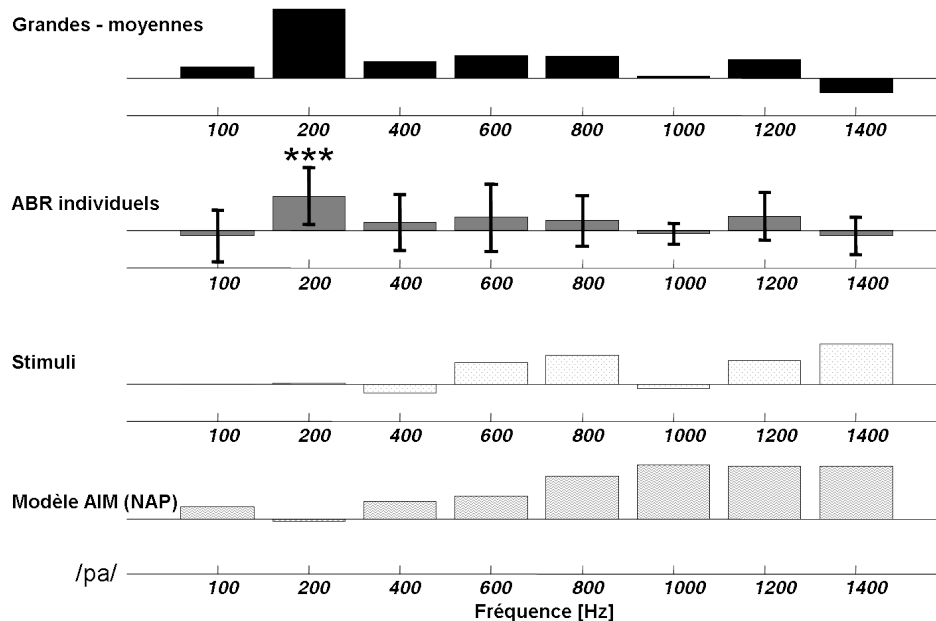 Grandes - moyennes
100 200 400 600 800 1000 1200 1400
***
ABR individuels
100 200 400 600 800 1000 1200 1400
Stimuli
100 200 400 600 800 1000 1200 1400
Modèle AIM (NAP)
/pa/
100 200 400 600 800 1000 1200 1400
Fréquence [Hz]